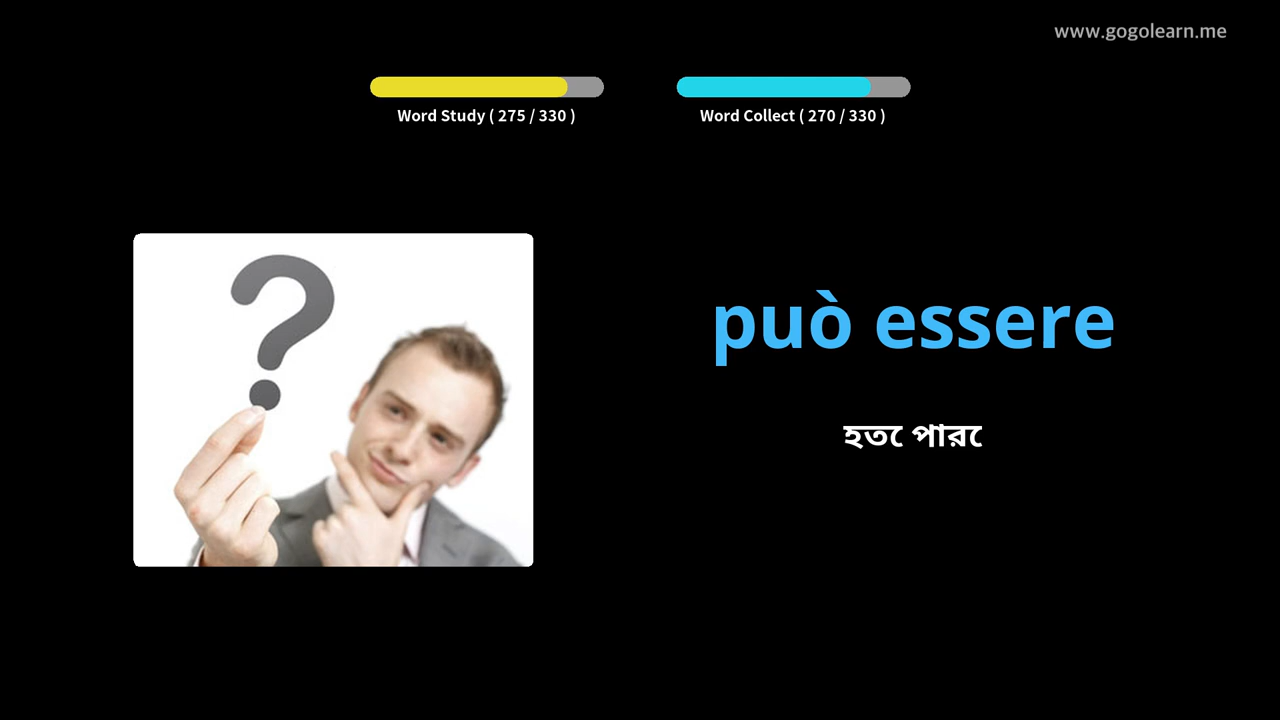 www.gogolearn.me
Word Study ( 275 / 330 )
Word Collect ( 270 / 330 )
può essere
হতে পারে